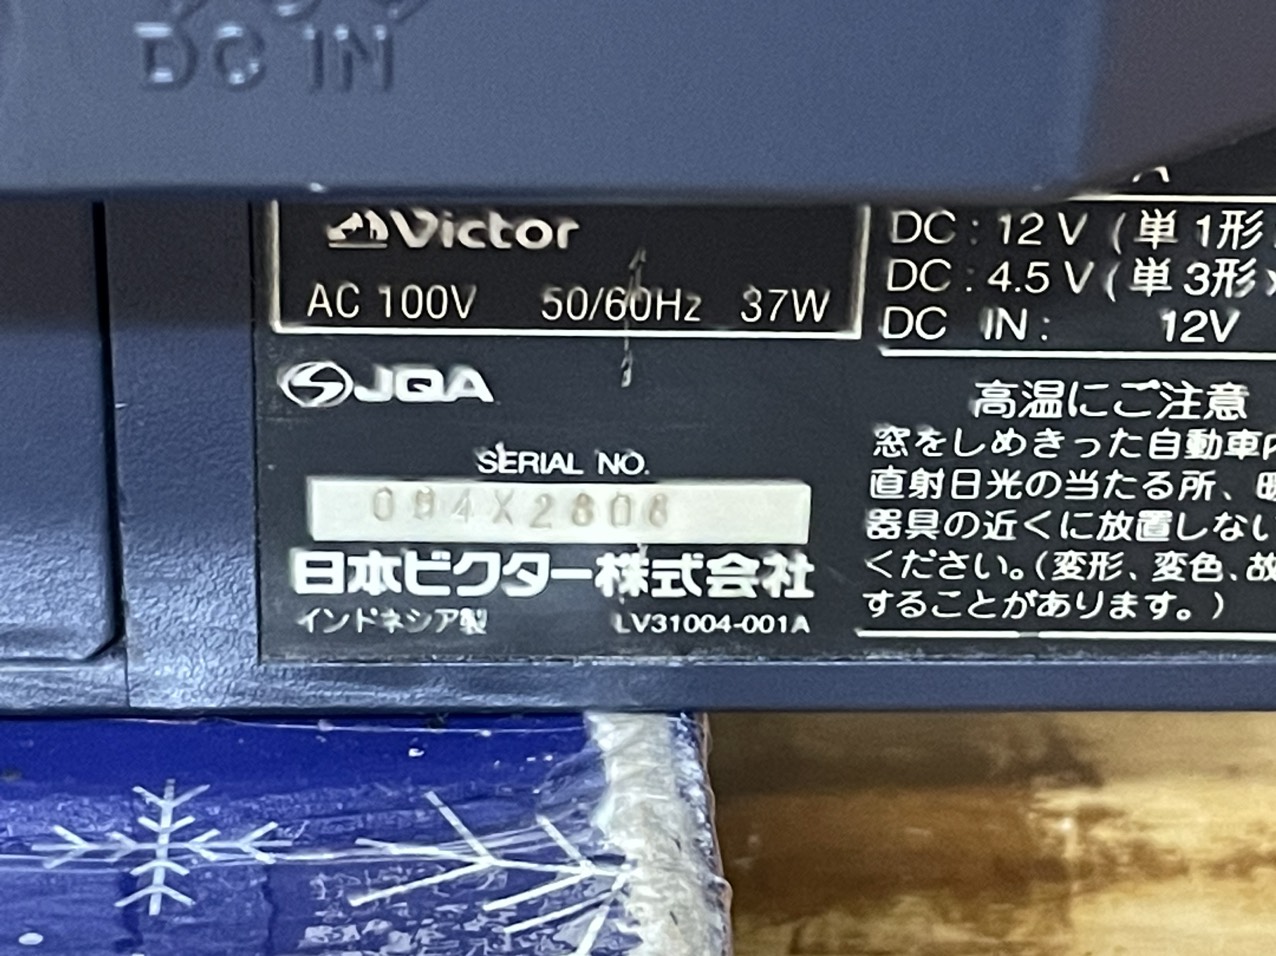 DC IN
Victor
AC 100V 50/60Hz 37W
JQA
SERIAL NO.
084X2808
日本ビクター株式会社
インドネシア製 LV31004-001A
DC : 12V (単1形
DC : 4.5V (単3形
DC IN : 12V
高温にご注意
窓をしめきった自動車内
直射日光の当たる所、暖
器具の近くに放置しない
ください。(変形、変色、故
することがあります。)